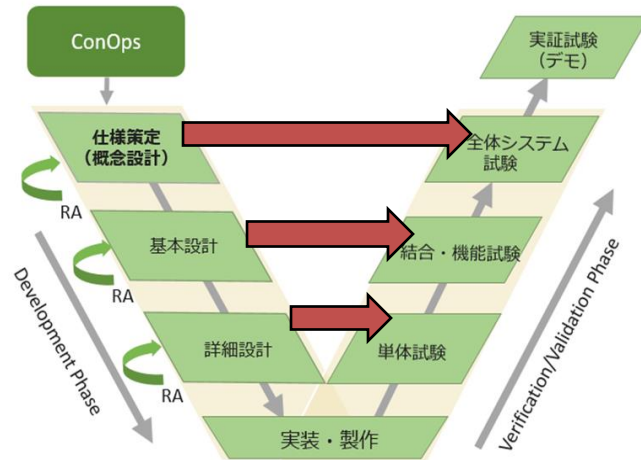 ConOps
実証試験
(デモ)
仕様策定
(概念設計)
全体システム
試験
RA
基本設計
結合・機能試験
RA
詳細設計
単体試験
RA
実装・製作
Development Phase
Verification/Validation Phase